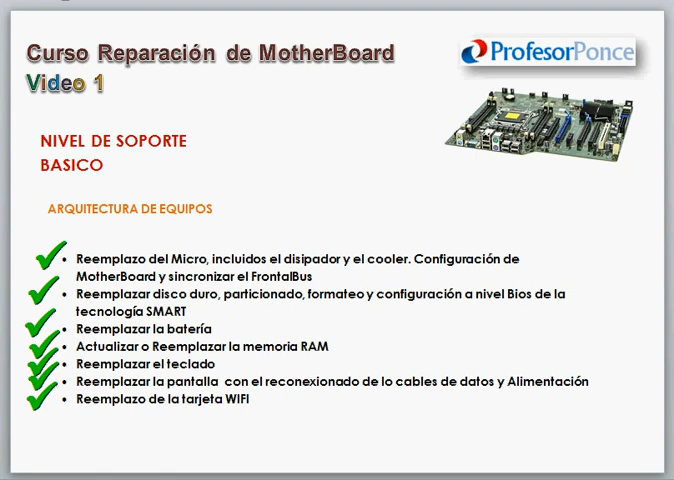 Curso Reparación de MotherBoard
Video 1
ProfesorPonce
NIVEL DE SOPORTE
BASICO
ARQUITECTURA DE EQUIPOS
• Reemplazo del Micro, incluidos el disipador y el cooler. Configuración de
MotherBoard y sincronizar el FrontalBus
• Reemplazar disco duro, particionado, formateo y configuración a nivel Bios de la
tecnología SMART
• Reemplazar la batería
• Actualizar o Reemplazar la memoria RAM
• Reemplazar el teclado
• Reemplazar la pantalla con el reconexionado de lo cables de datos y Alimentación
• Reemplazo de la tarjeta WIFI